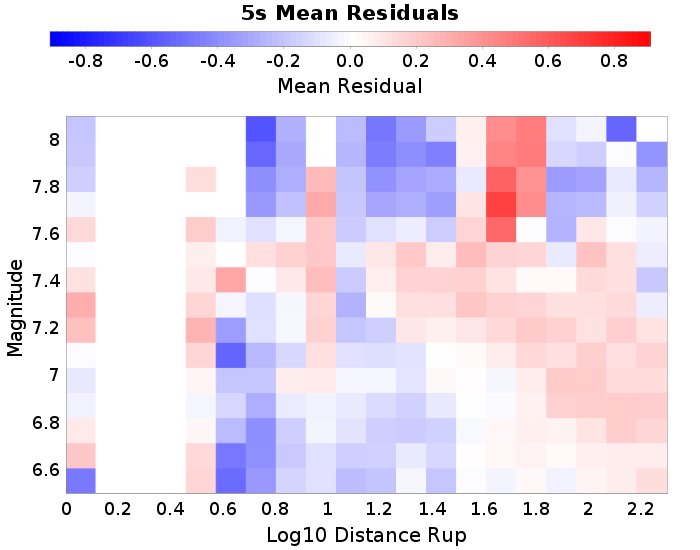 5s Mean Residuals
-0.8 -0.6 -0.4 -0.2 0.0 0.2 0.4 0.6 0.8
Mean Residual
8
7.8
7.6
7.4
7.2
7
6.8
6.6
Magnitude
0 0.2 0.4 0.6 0.8 1 1.2 1.4 1.6 1.8 2 2.2
Log10 Distance Rup